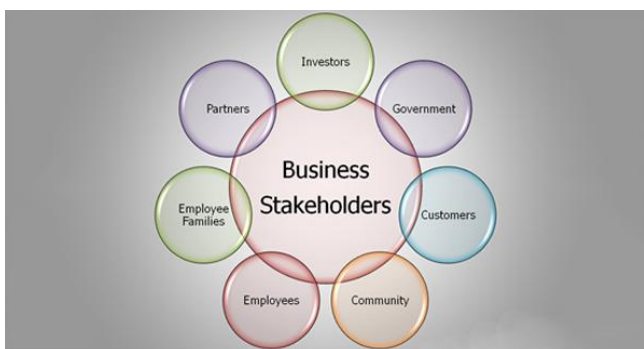 Investors
Partners
Government
Business
Stakeholders
Employee
Families
Customers
Employees
Community